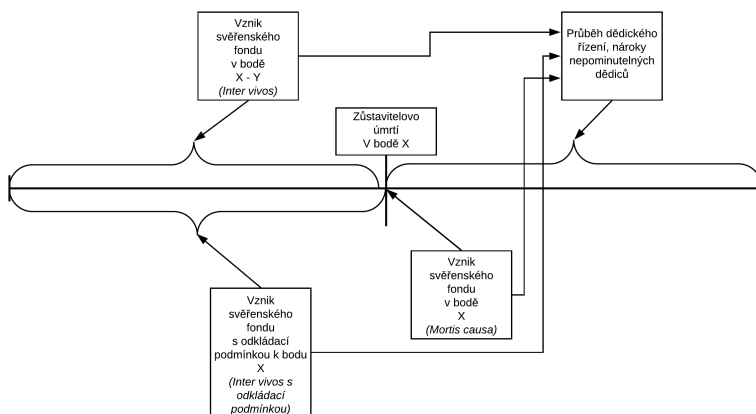 Vznik
svěřenského
fondu
v bodě
X - Y
(Inter vivos)
Průběh dědického
řízení, nároky
nepominutelných
dědiců
Zůstavitelovo
úmrtí
V bodě X
Vznik
svěřenského
fondu
v bodě
X
(Mortis causa)
Vznik
svěřenského
fondu
s odkládací
podmínkou k bodu
X
(Inter vivos s
odkládací
podmínkou)